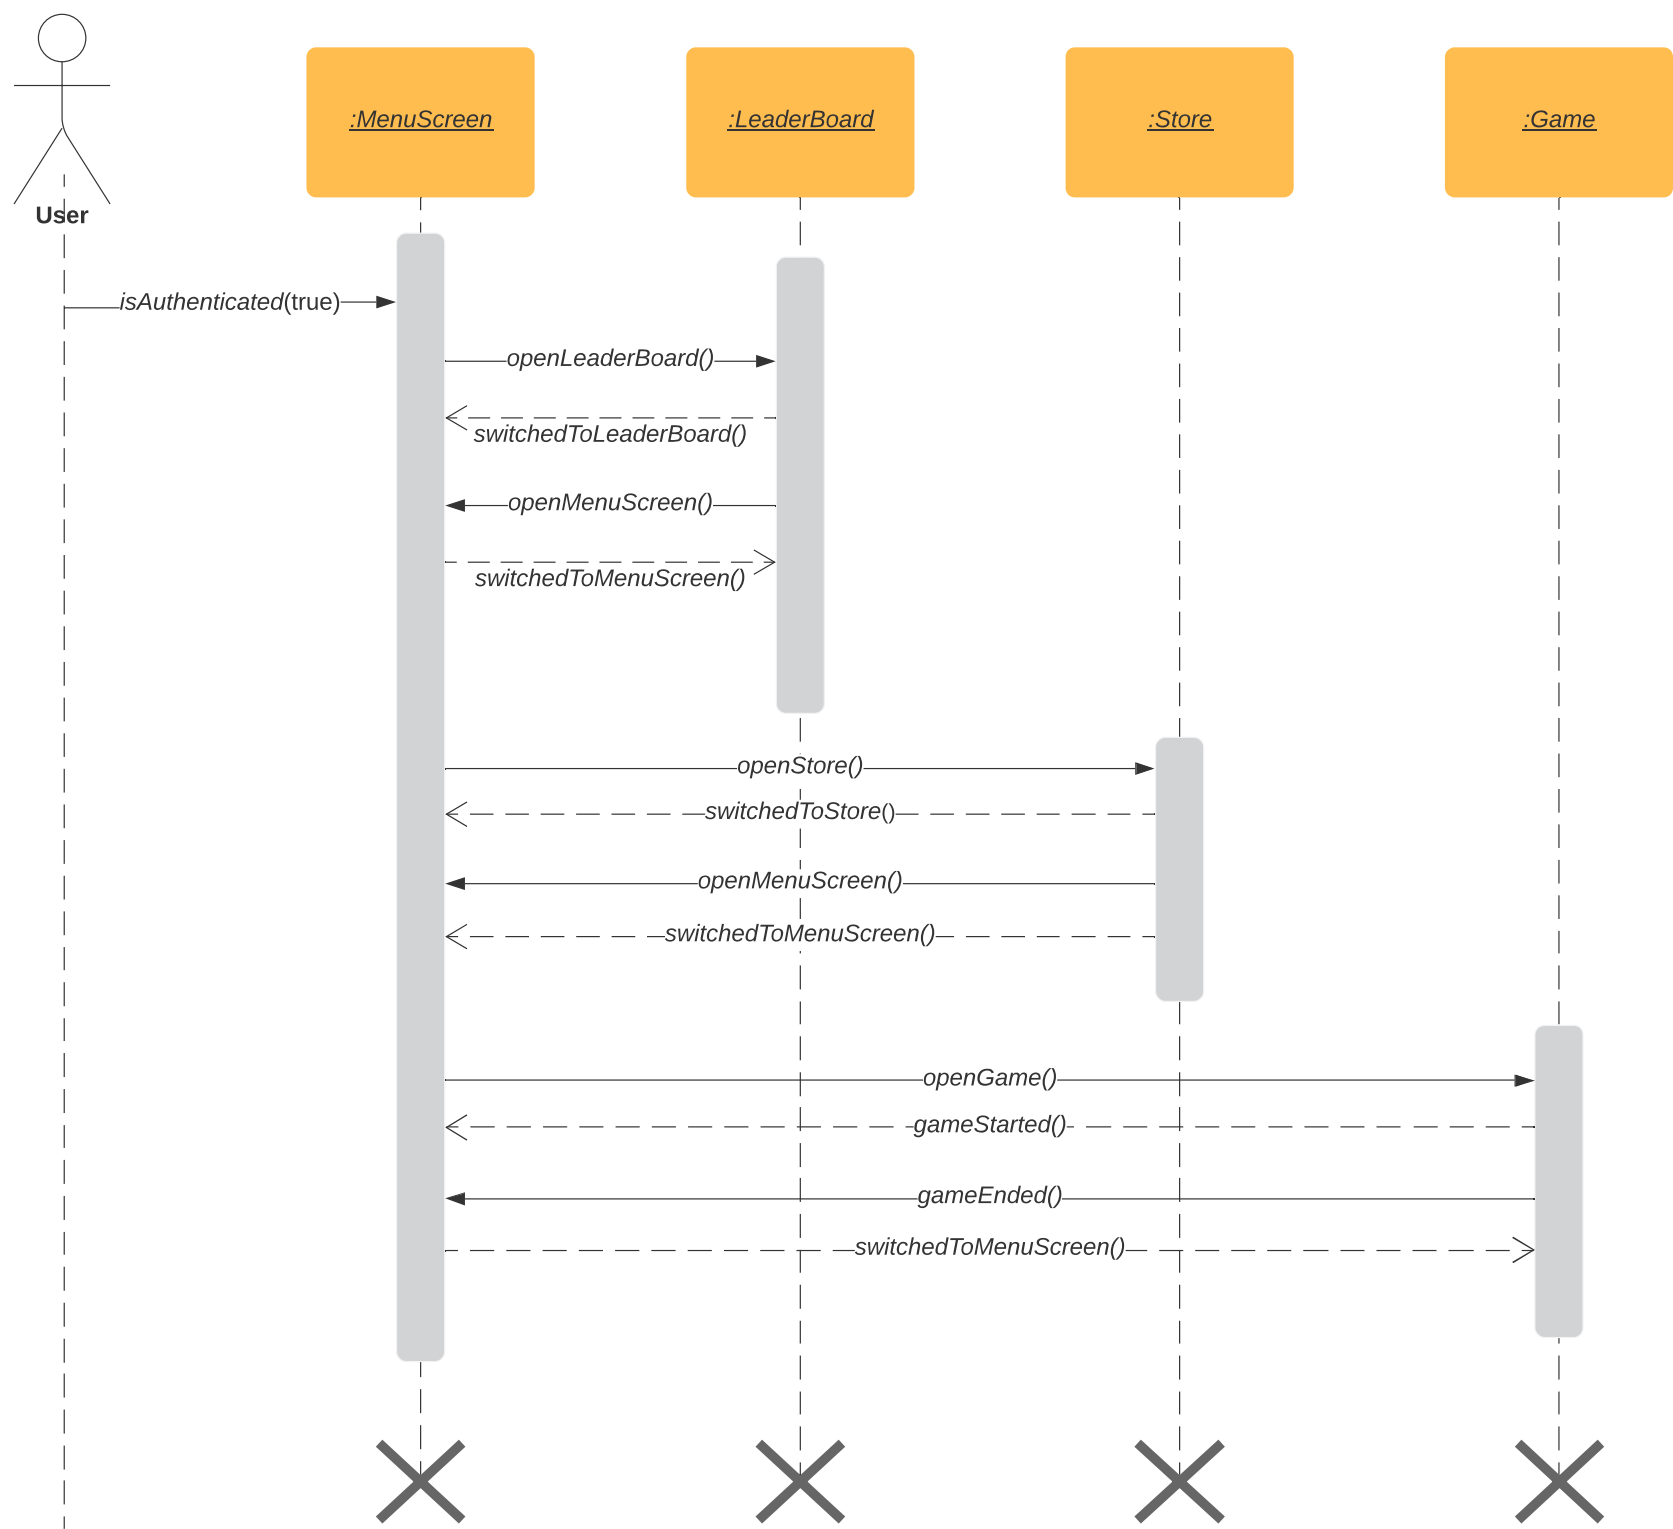 :MenuScreen
:LeaderBoard
:Store
:Game
User
isAuthenticated(true)
openLeaderBoard()
switchedToLeaderBoard()
openMenuScreen()
switchedToMenuScreen()
openStore()
switchedToStore()
openMenuScreen()
switchedToMenuScreen()
openGame()
gameStarted()
gameEnded()
switchedToMenuScreen()